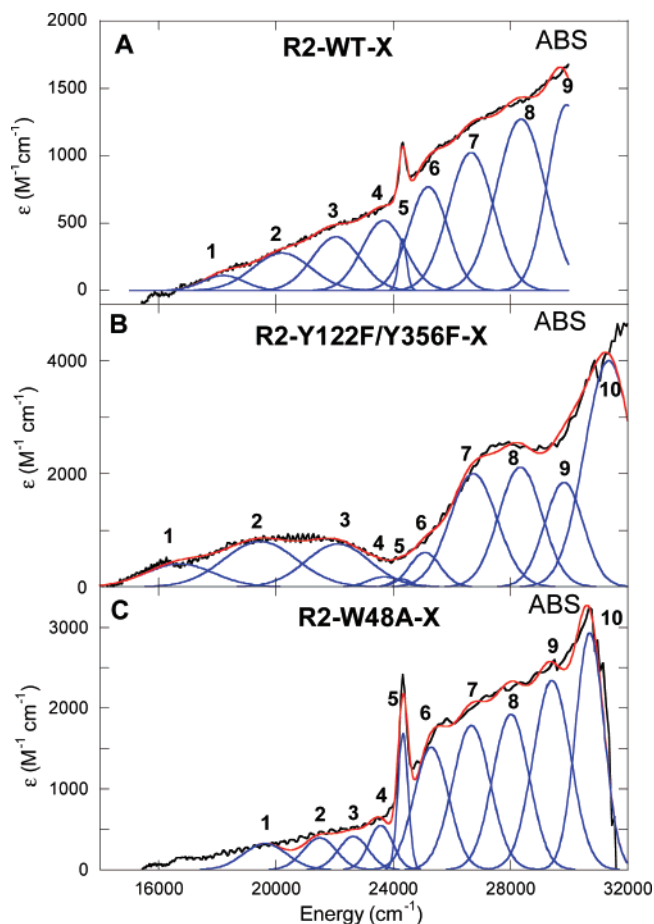 2000
A
R2-WT-X
ABS
1500
1000
500
0
ε (M⁻¹cm⁻¹)
1
2
3
4
5
6
7
8
9
B
R2-Y122F/Y356F-X
ABS
4000
2000
0
ε (M⁻¹ cm⁻¹)
1
2
3
4
5
6
7
8
9
10
C
R2-W48A-X
ABS
3000
2000
1000
0
ε (M⁻¹ cm⁻¹)
1
2
3
4
5
6
7
8
9
10
16000 20000 24000 28000 32000
Energy (cm⁻¹)